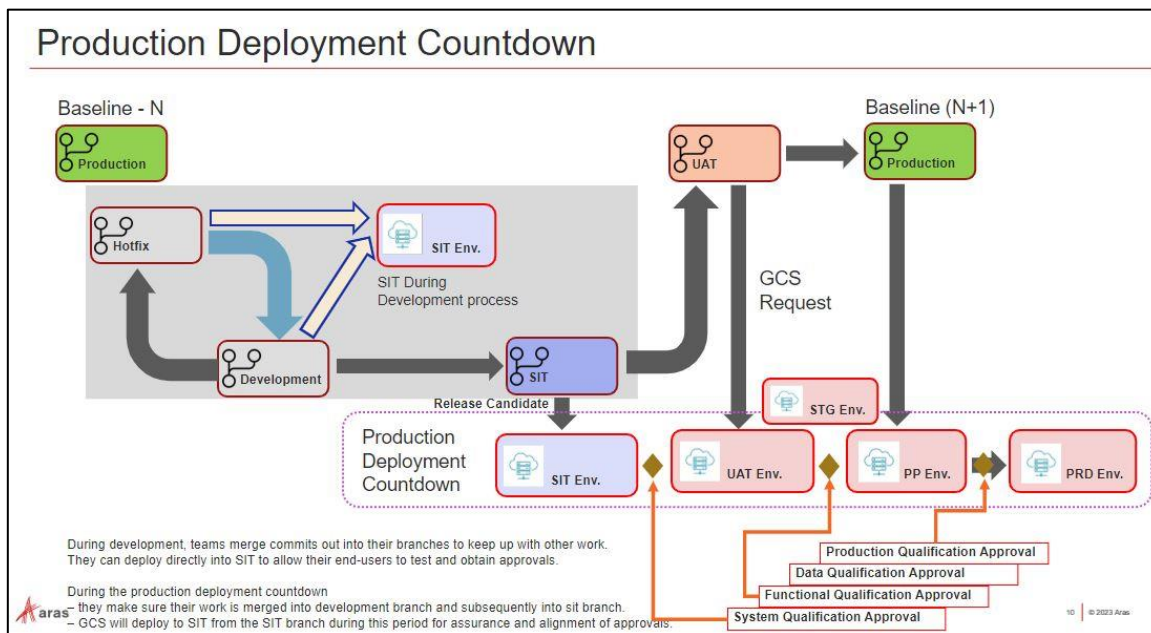 Production Deployment Countdown
Baseline - N
Production
UAT
Baseline (N+1)
Production
Hotfix
SIT Env.
SIT During
Development process
GCS
Request
Development
SIT
Release Candidate
STG Env.
Production
Deployment
Countdown
SIT Env.
UAT Env.
PP Env.
PRD Env.
During development, teams merge commits out into their branches to keep up with other work.
They can deploy directly into SIT to allow their end-users to test and obtain approvals.
During the production deployment countdown
– they make sure their work is merged into development branch and subsequently into sit branch.
– GCS will deploy to SIT from the SIT branch during this period for assurance and alignment of approvals.
Production Qualification Approval
Data Qualification Approval
Functional Qualification Approval
System Qualification Approval
aras
10
© 2023 Aras